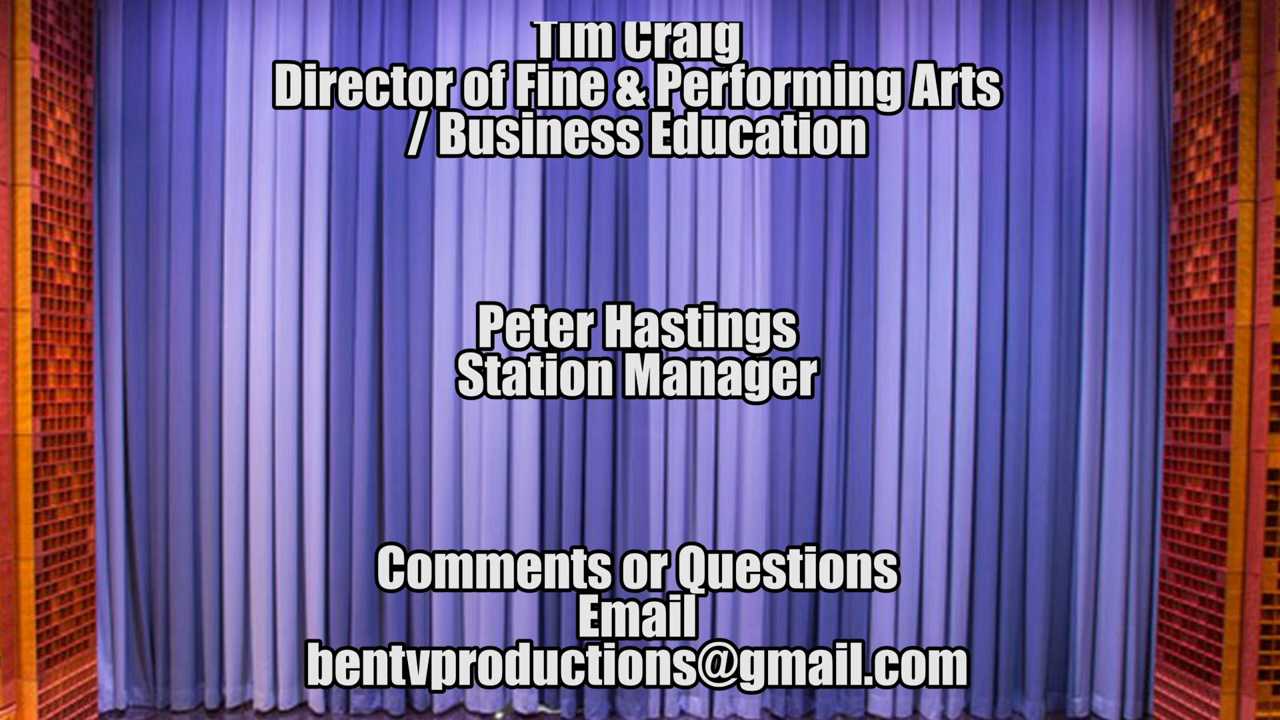 Tim Craig
Director of Fine & Performing Arts
/ Business Education
Peter Hastings
Station Manager
Comments or Questions
Email
bentvproductions@gmail.com